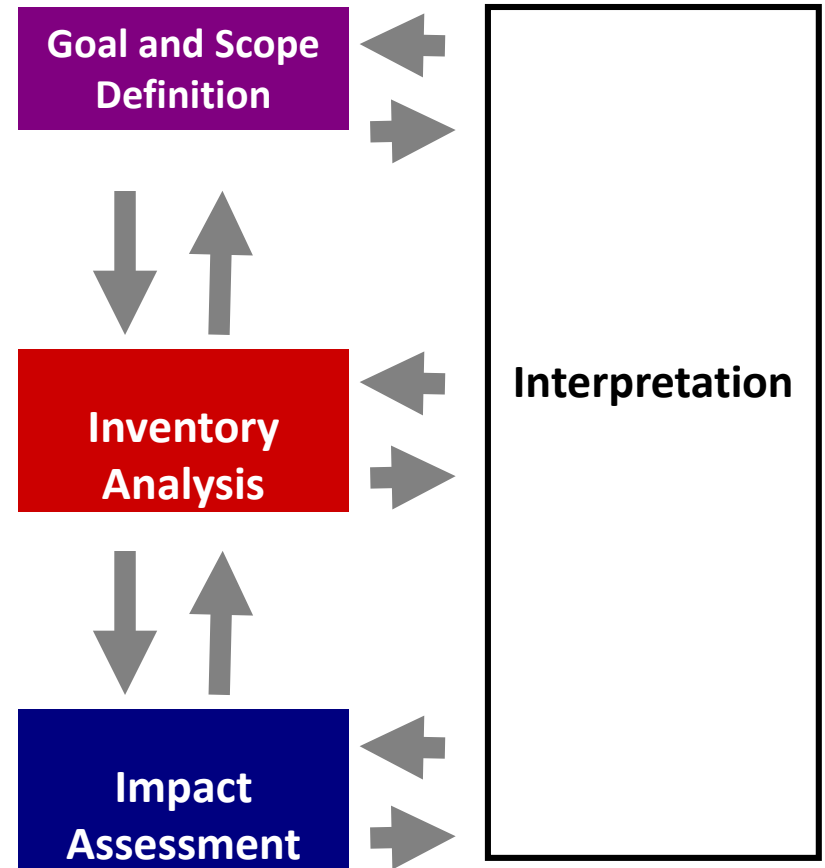 Goal and Scope
Definition
Inventory
Analysis
Interpretation
Impact
Assessment